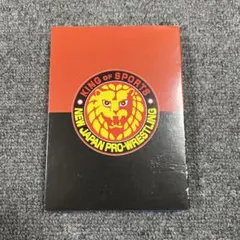 KING OF SPORTS
NEW JAPAN PRO-WRESTLING